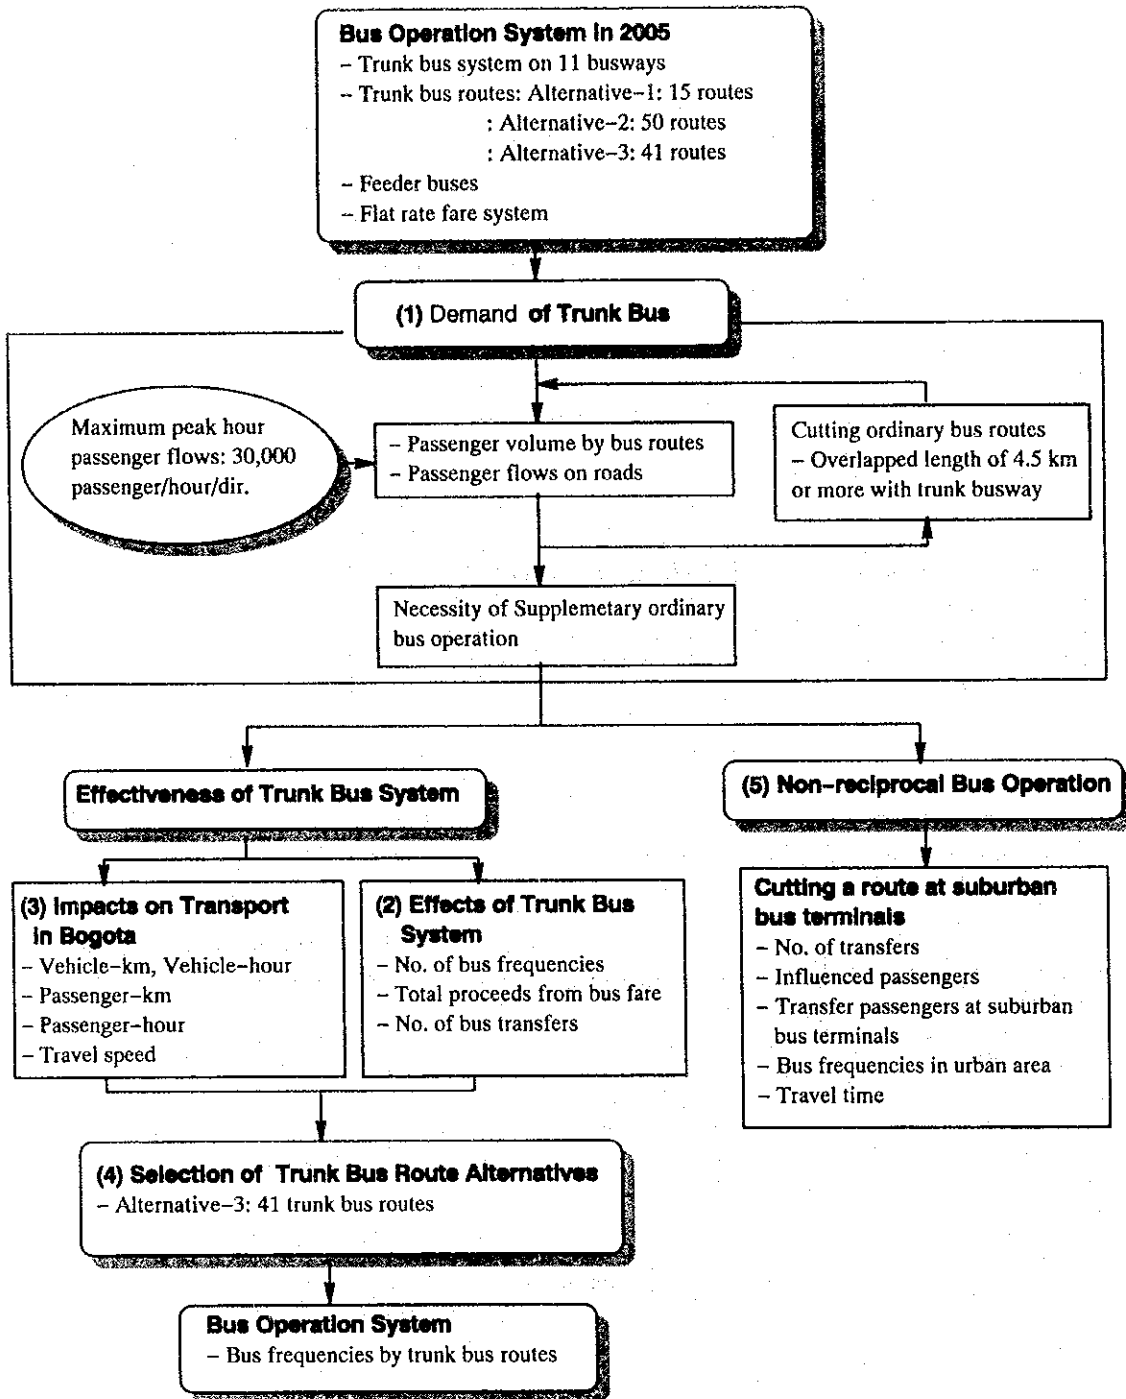 Bus Operation System in 2005
– Trunk bus system on 11 busways
– Trunk bus routes: Alternative–1: 15 routes
: Alternative–2: 50 routes
: Alternative–3: 41 routes
– Feeder buses
– Flat rate fare system
(1) Demand of Trunk Bus
Maximum peak hour
passenger flows: 30,000
passenger/hour/dir.
– Passenger volume by bus routes
– Passenger flows on roads
Cutting ordinary bus routes
– Overlapped length of 4.5 km
or more with trunk busway
Necessity of Supplemetary ordinary
bus operation
Effectiveness of Trunk Bus System
(5) Non–reciprocal Bus Operation
(3) Impacts on Transport
in Bogota
– Vehicle–km, Vehicle–hour
– Passenger–km
– Passenger–hour
– Travel speed
(2) Effects of Trunk Bus
System
– No. of bus frequencies
– Total proceeds from bus fare
– No. of bus transfers
Cutting a route at suburban
bus terminals
– No. of transfers
– Influenced passengers
– Transfer passengers at suburban
bus terminals
– Bus frequencies in urban area
– Travel time
(4) Selection of Trunk Bus Route Alternatives
– Alternative–3: 41 trunk bus routes
Bus Operation System
– Bus frequencies by trunk bus routes